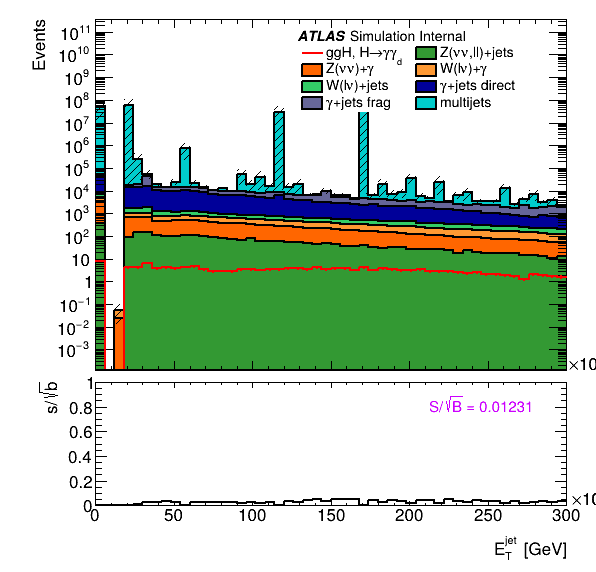 Events
10¹¹
10¹⁰
10⁹
10⁸
10⁷
10⁶
10⁵
10⁴
10³
10²
10
1
10⁻¹
10⁻²
10⁻³
ATLAS Simulation Internal
ggH, H→γγ_d
Z(νν,ll)+jets
Z(νν)+γ
W(lν)+γ
W(lν)+jets
γ+jets direct
γ+jets frag
multijets
×10
s/√b
1
0.8
0.6
0.4
0.2
0
S/√B = 0.01231
×10
0 50 100 150 200 250 300
E_T^jet [GeV]